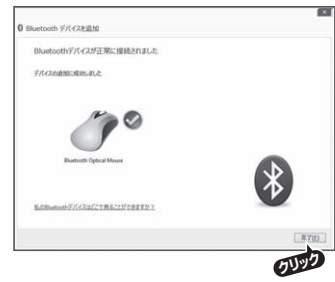 Bluetooth デバイスを追加
Bluetoothデバイスが正常に接続されました
デバイスの追加に成功しました
Bluetooth Optical Mouse
私のBluetoothデバイスはどこで見ることができますか?
完了(F)
クリック